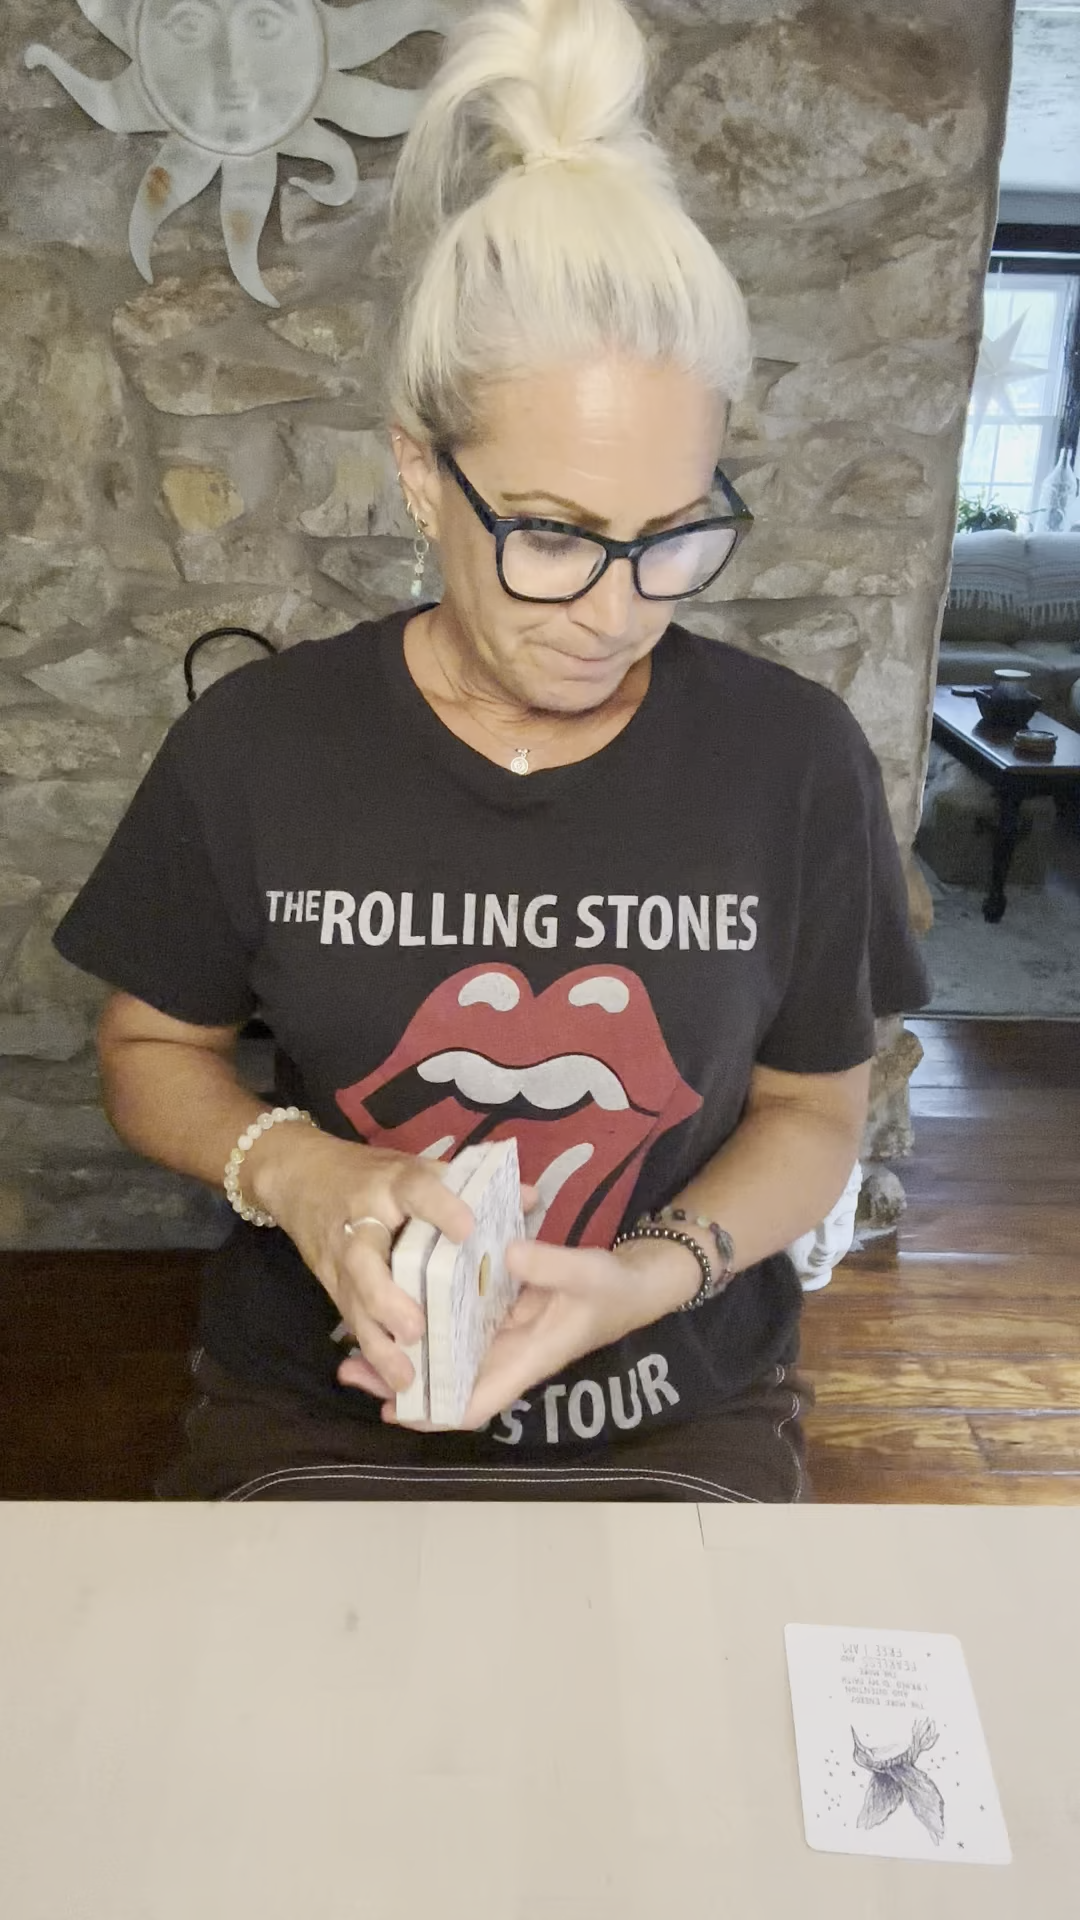 THE ROLLING STONES
TOUR
THE MORE ENERGY
AND INTENTION
I BRING TO MY FAITH
THE MORE
FEARLESS AND
FREE I AM